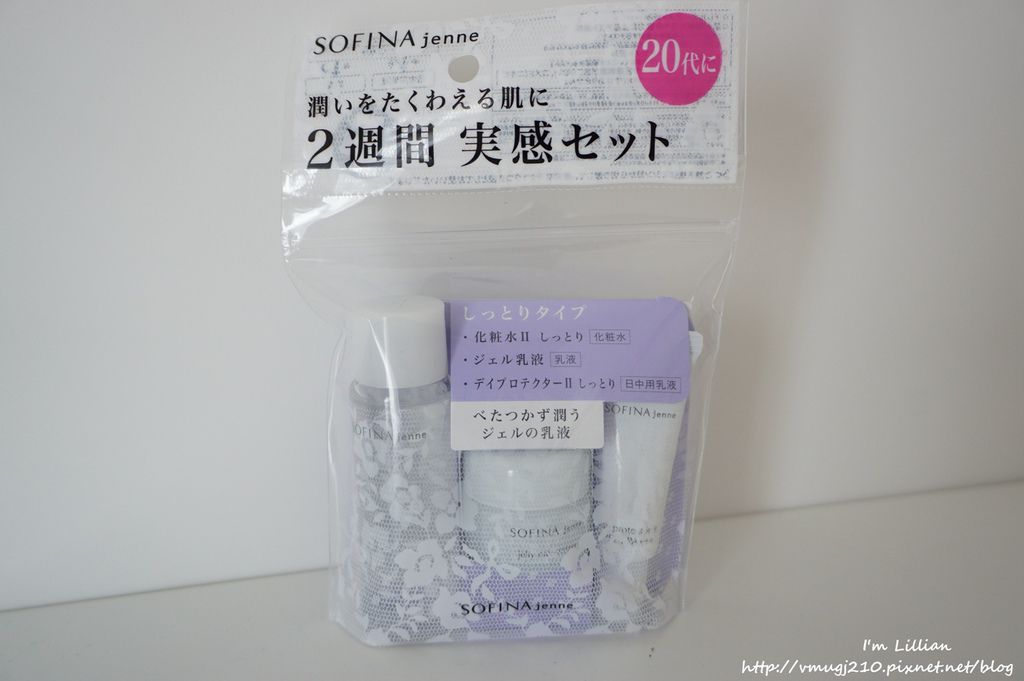 SOFINA jenne
20代に
潤いをたくわえる肌に
2週間 実感セット
しっとりタイプ
・化粧水II しっとり 化粧水
・ジェル乳液 乳液
・デイプロテクターII しっとり 日中用乳液
べたつかず潤う
ジェルの乳液
SOFINA jenne
SOFINA jenne
SOFINA jenne
SOFINA jenne
I'm Lillian
http://vmugj210.pixnet.net/blog